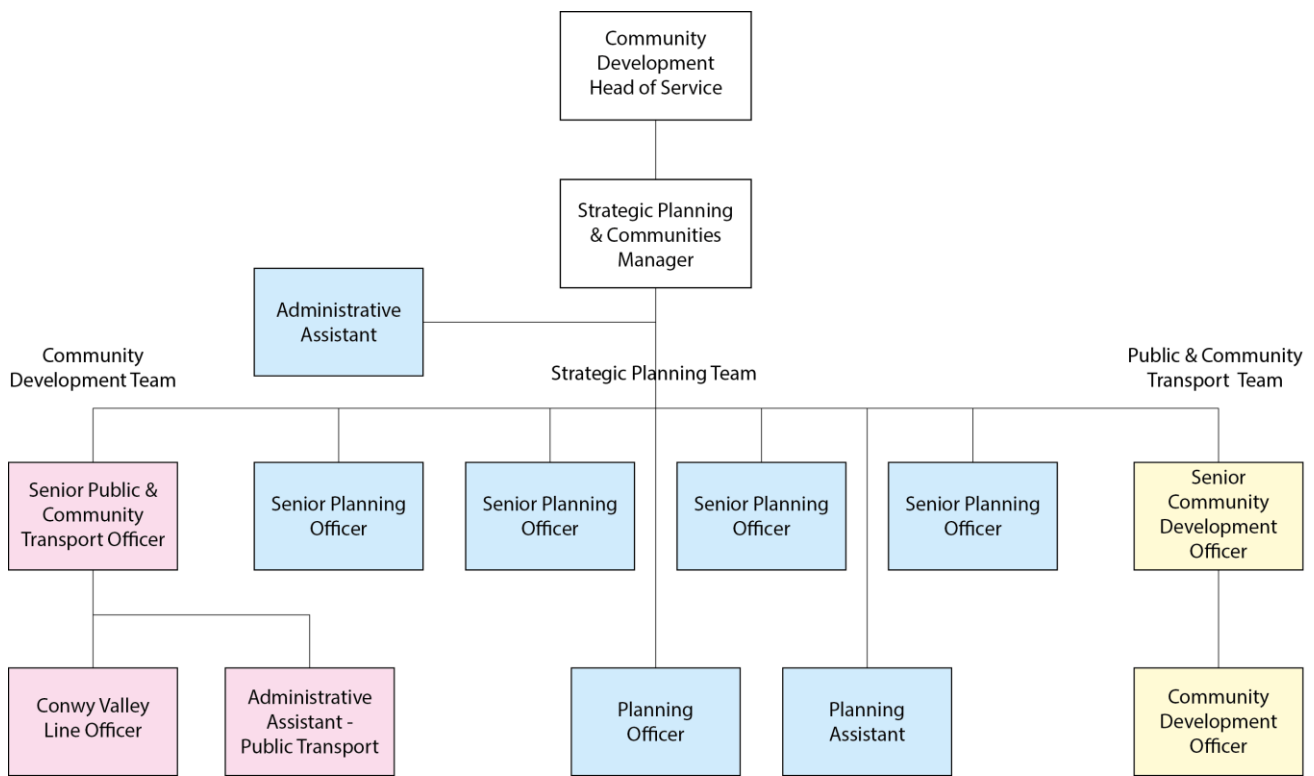 Community
Development
Head of Service
Strategic Planning
& Communities
Manager
Administrative
Assistant
Community
Development Team
Strategic Planning Team
Public & Community
Transport Team
Senior Public &
Community
Transport Officer
Senior Planning
Officer
Senior Planning
Officer
Senior Planning
Officer
Senior Planning
Officer
Senior
Community
Development
Officer
Conwy Valley
Line Officer
Administrative
Assistant -
Public Transport
Planning
Officer
Planning
Assistant
Community
Development
Officer